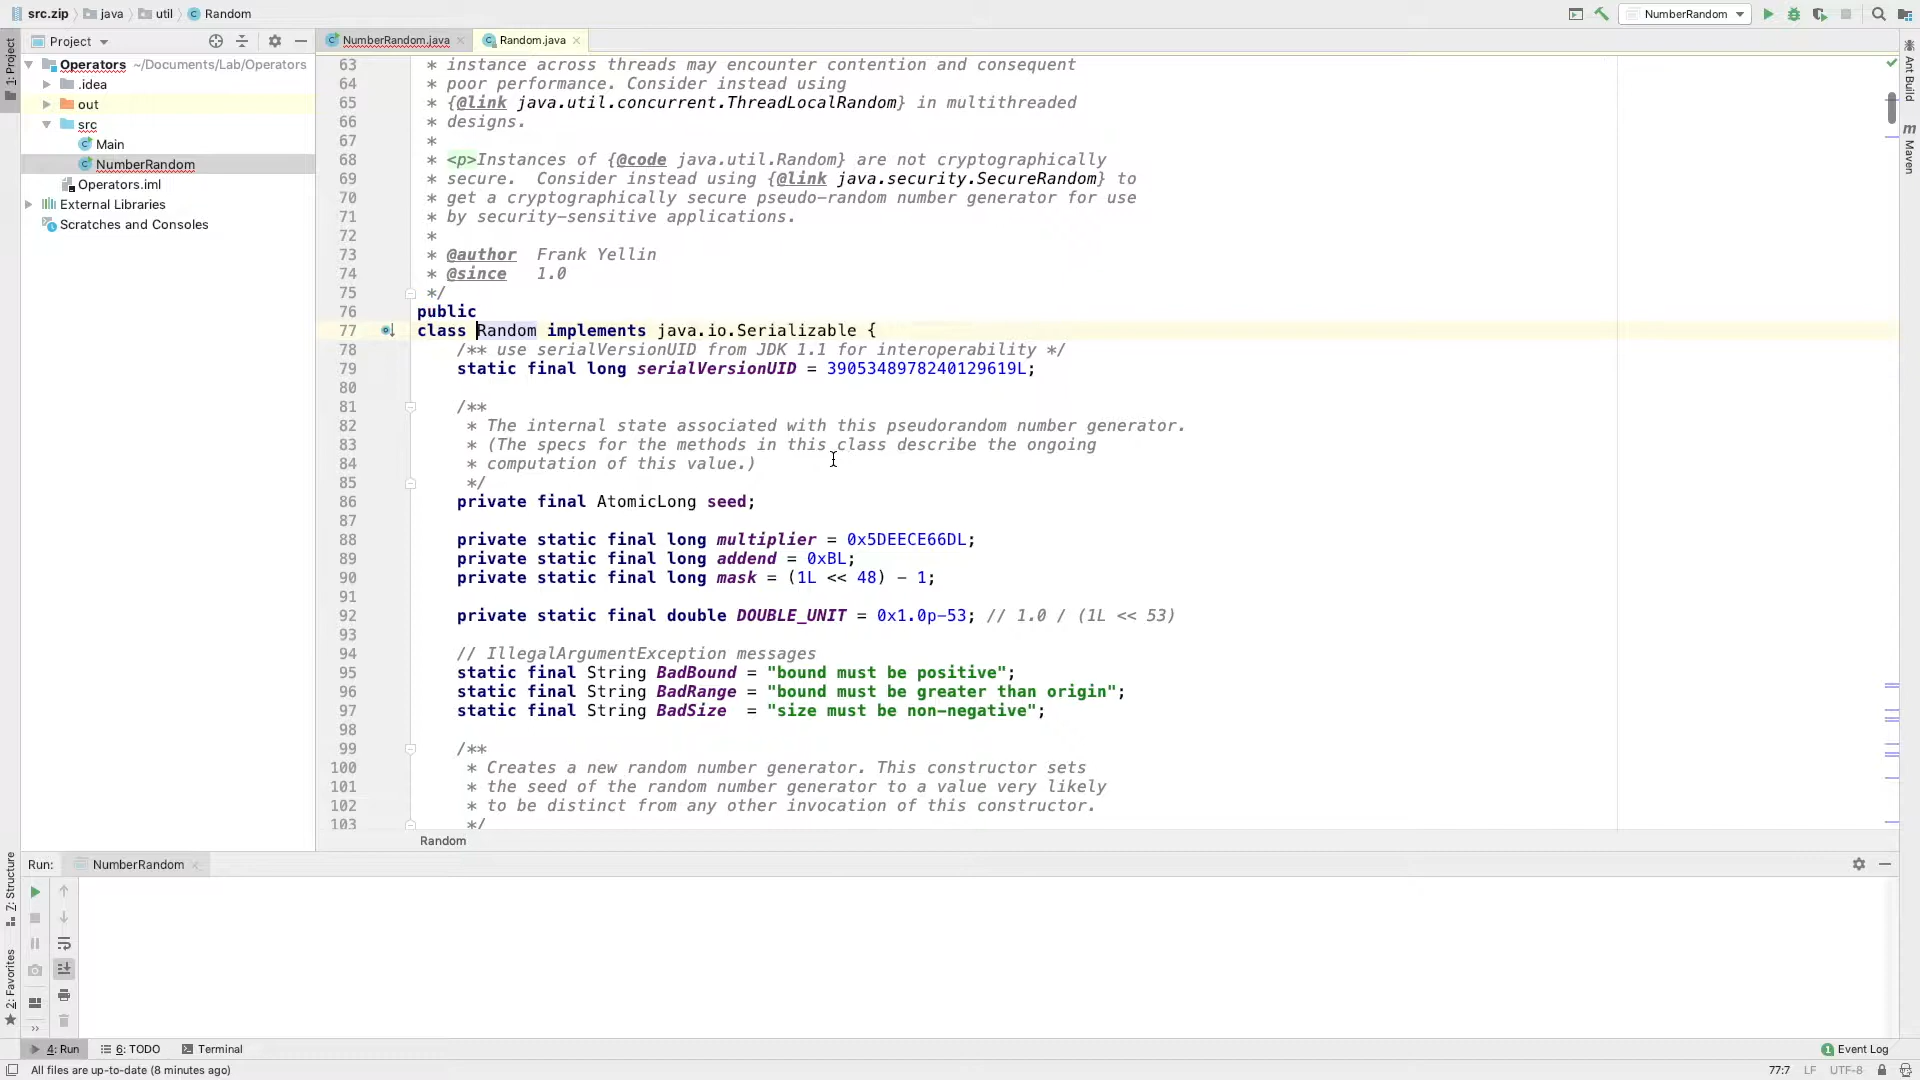 src.zip java util Random
NumberRandom
Project
NumberRandom.java
Random.java
1: Project
Operators ~/Documents/Lab/Operators
.idea
out
src
Main
NumberRandom
Operators.iml
External Libraries
Scratches and Consoles
63 * instance across threads may encounter contention and consequent
64 * poor performance. Consider instead using
65 * {@link java.util.concurrent.ThreadLocalRandom} in multithreaded
66 * designs.
67 *
68 * <p>Instances of {@code java.util.Random} are not cryptographically
69 * secure.  Consider instead using {@link java.security.SecureRandom} to
70 * get a cryptographically secure pseudo-random number generator for use
71 * by security-sensitive applications.
72 *
73 * @author  Frank Yellin
74 * @since   1.0
75 */
76 public
77 class Random implements java.io.Serializable {
78 /** use serialVersionUID from JDK 1.1 for interoperability */
79 static final long serialVersionUID = 3905348978240129619L;
80
81 /**
82 * The internal state associated with this pseudorandom number generator.
83 * (The specs for the methods in this class describe the ongoing
84 * computation of this value.)
85 */
86 private final AtomicLong seed;
87
88 private static final long multiplier = 0x5DEECE66DL;
89 private static final long addend = 0xBL;
90 private static final long mask = (1L << 48) - 1;
91
92 private static final double DOUBLE_UNIT = 0x1.0p-53; // 1.0 / (1L << 53)
93
94 // IllegalArgumentException messages
95 static final String BadBound = "bound must be positive";
96 static final String BadRange = "bound must be greater than origin";
97 static final String BadSize  = "size must be non-negative";
98
99 /**
100 * Creates a new random number generator. This constructor sets
101 * the seed of the random number generator to a value very likely
102 * to be distinct from any other invocation of this constructor.
103 */
Random
Ant Build
m Maven
Run: NumberRandom
Z: Structure
2: Favorites
4: Run
6: TODO
Terminal
1 Event Log
All files are up-to-date (8 minutes ago)
77:7 LF UTF-8